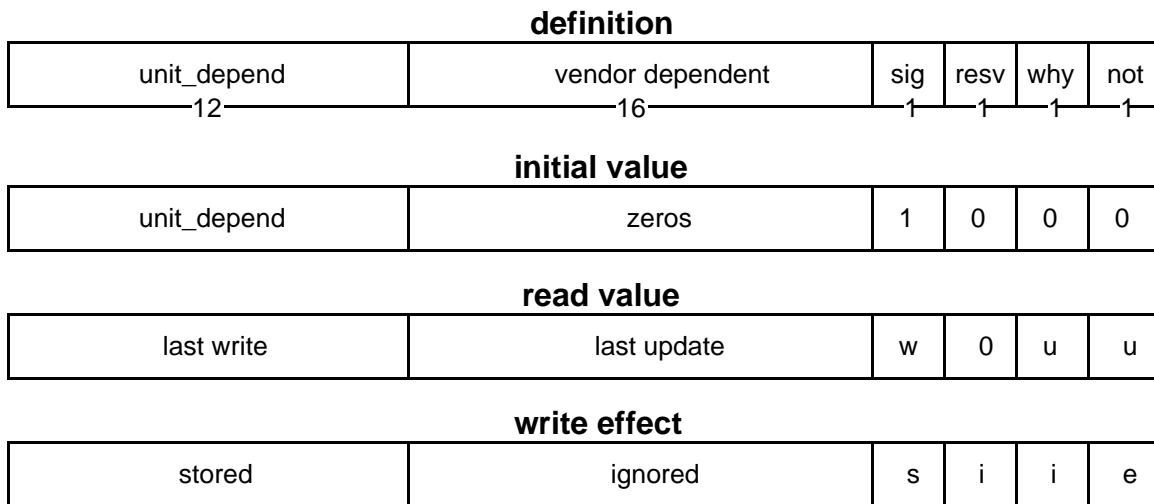 definition
unit_depend vendor dependent sig resv why not
12 16 1 1 1 1
initial value
unit_depend zeros 1 0 0 0
read value
last write last update w 0 u u
write effect
stored ignored s i i e